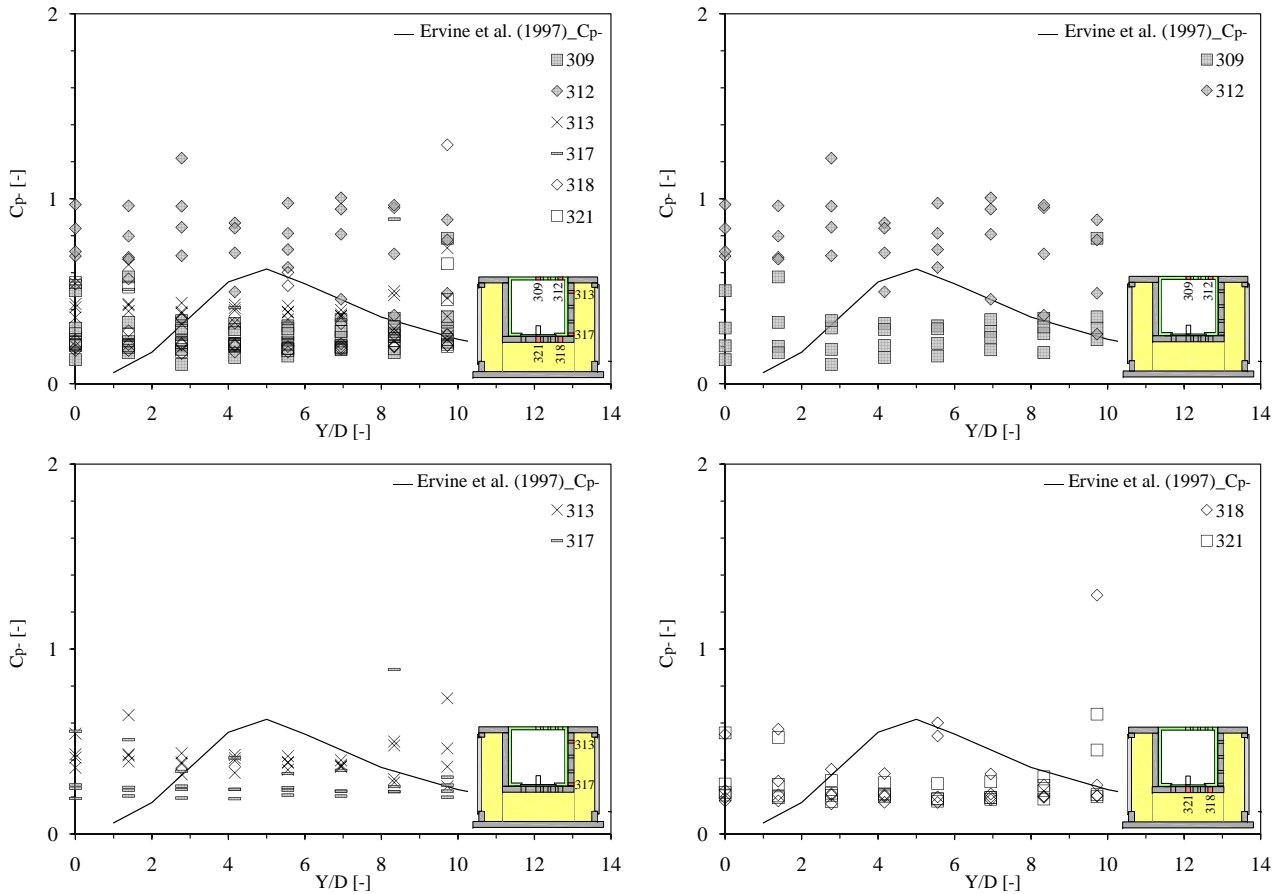 2
1
0
Cp- [-]
0 2 4 6 8 10 12 14
Y/D [-]
Ervine et al. (1997)_Cp-
309
312
313
317
318
321
309
312
313
317
321
318
2
1
0
Cp- [-]
0 2 4 6 8 10 12 14
Y/D [-]
Ervine et al. (1997)_Cp-
309
312
309
312
2
1
0
Cp- [-]
0 2 4 6 8 10 12 14
Y/D [-]
Ervine et al. (1997)_Cp-
313
317
313
317
2
1
0
Cp- [-]
0 2 4 6 8 10 12 14
Y/D [-]
Ervine et al. (1997)_Cp-
318
321
321
318